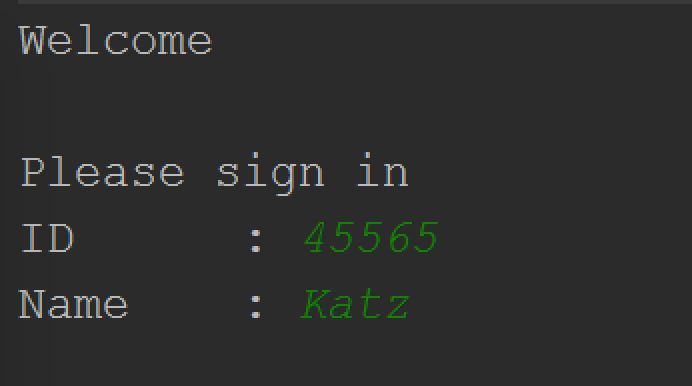 Welcome
Please sign in
ID : 45565
Name : Katz